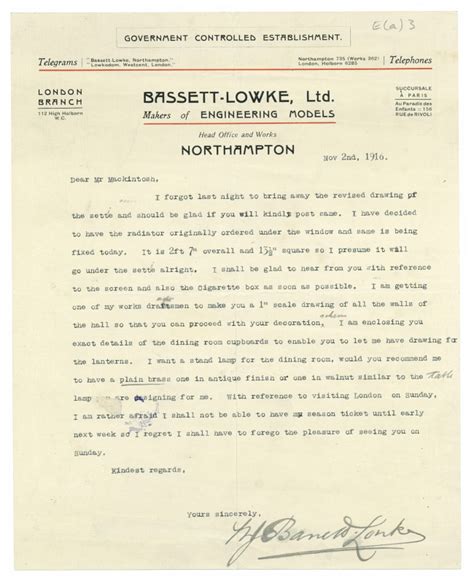 E(a) 3
GOVERNMENT CONTROLLED ESTABLISHMENT.
Telegrams "Bassett Lowke, Northampton." "Lowkodom, Westcent, London." Northampton 735 (Works 262) London, Holborn 6285 Telephones
LONDON BRANCH
112 High Holborn W.C.
BASSETT-LOWKE, Ltd.
Makers of ENGINEERING MODELS
Head Office and Works
NORTHAMPTON
SUCCURSALE À PARIS
Au Paradis des Enfants — 156 RUE de RIVOLI
Nov 2nd, 1916.
Dear Mr Mackintosh,
I forgot last night to bring away the revised drawing of
the sette and should be glad if you will kindly post same. I have decided
to have the radiator originally ordered under the window and same is being
fixed today. It is 2ft 7" overall and 13½" square so I presume it will
go under the sette alright. I shall be glad to hear from you with reference
to the screen and also the Cigarette box as soon as possible. I am getting
one of my works draftsmen to make you a 1" scale drawing of all the walls of
the hall so that you can proceed with your decoration, scheme I am enclosing you
exact details of the dining room cupboards to enable you to let me have drawing for
the lanterns. I want a stand lamp for the dining room, would you recommend me
to have a plain brass one in antique finish or one in walnut similar to the table
lamp you are designing for me. With reference to visiting London on Sunday,
I am rather afraid I shall not be able to have my season ticket until early
next week so I regret I shall have to forego the pleasure of seeing you on
Sunday.
Kindest regards,
Yours sincerely,
W J Bassett-Lowke